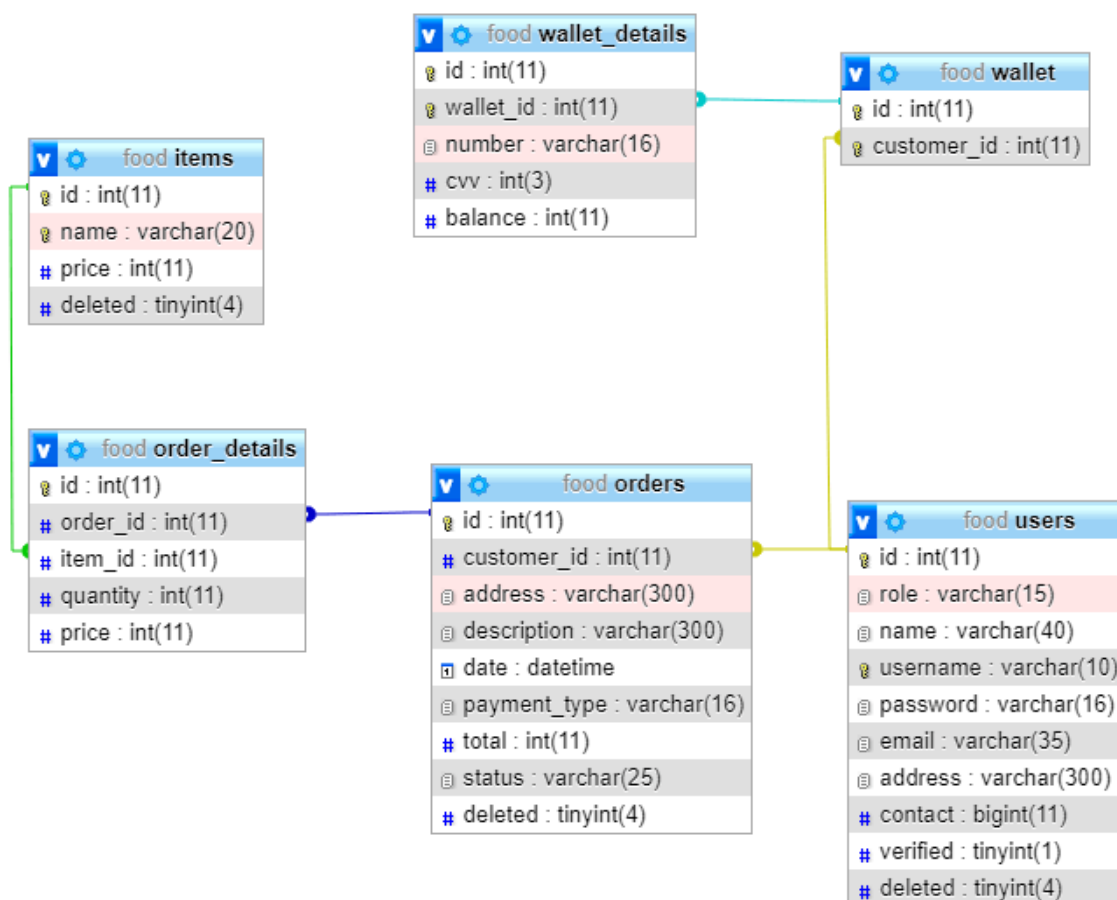 food wallet_details
id : int(11)
wallet_id : int(11)
number : varchar(16)
cvv : int(3)
balance : int(11)
food wallet
id : int(11)
customer_id : int(11)
food items
id : int(11)
name : varchar(20)
price : int(11)
deleted : tinyint(4)
food order_details
id : int(11)
order_id : int(11)
item_id : int(11)
quantity : int(11)
price : int(11)
food orders
id : int(11)
customer_id : int(11)
address : varchar(300)
description : varchar(300)
date : datetime
payment_type : varchar(16)
total : int(11)
status : varchar(25)
deleted : tinyint(4)
food users
id : int(11)
role : varchar(15)
name : varchar(40)
username : varchar(10)
password : varchar(16)
email : varchar(35)
address : varchar(300)
contact : bigint(11)
verified : tinyint(1)
deleted : tinyint(4)